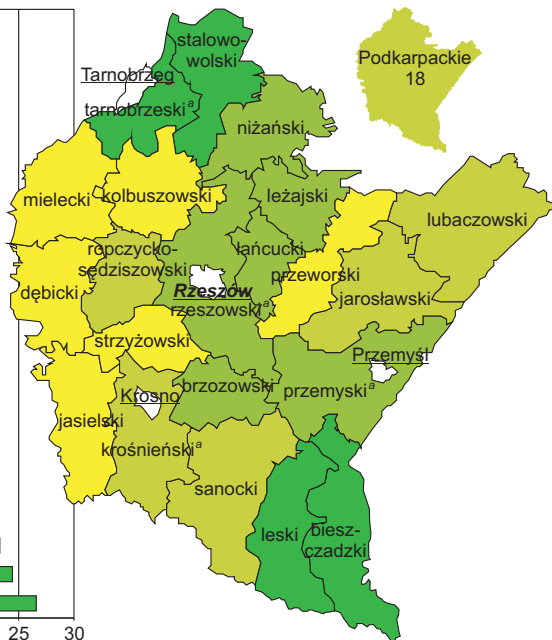 stalowo-
wolski
Podkarpackie
18
Tarnobrzeg
tarnobrzeski a
niżański
mielecki
kolbuszowski
leżajski
lubaczowski
ropczycko-
sędziszowski
łańcucki
przeworski
dębicki
Rzeszów
rzeszowski a
jarosławski
strzyżowski
Przemyśl
Krosno
brzozowski
przemyski a
jasielski
krośnieński a
sanocki
leski
biesz-
czadzki
25 30